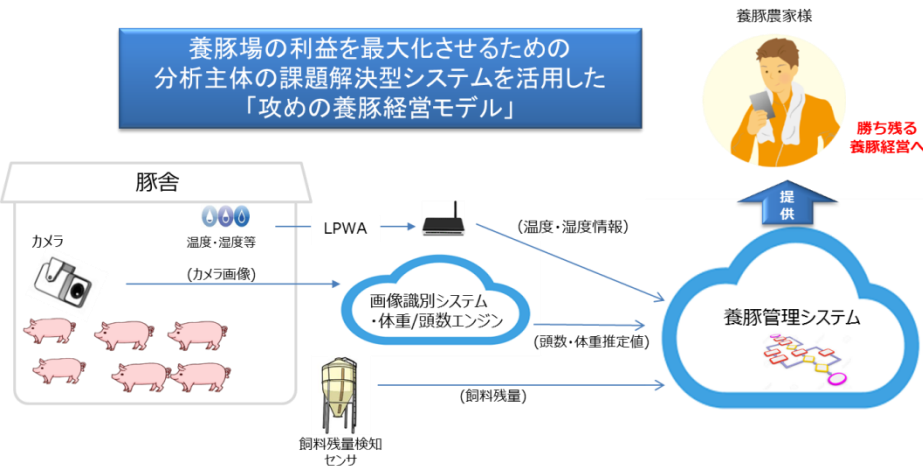 養豚農家様
養豚場の利益を最大化させるための
分析主体の課題解決型システムを活用した
「攻めの養豚経営モデル」
勝ち残る
養豚経営へ
豚舎
提
供
カメラ
温度・湿度等
LPWA
(温度・湿度情報)
(カメラ画像)
画像識別システム
・体重/頭数エンジン
養豚管理システム
(頭数・体重推定値)
(飼料残量)
飼料残量検知
センサ